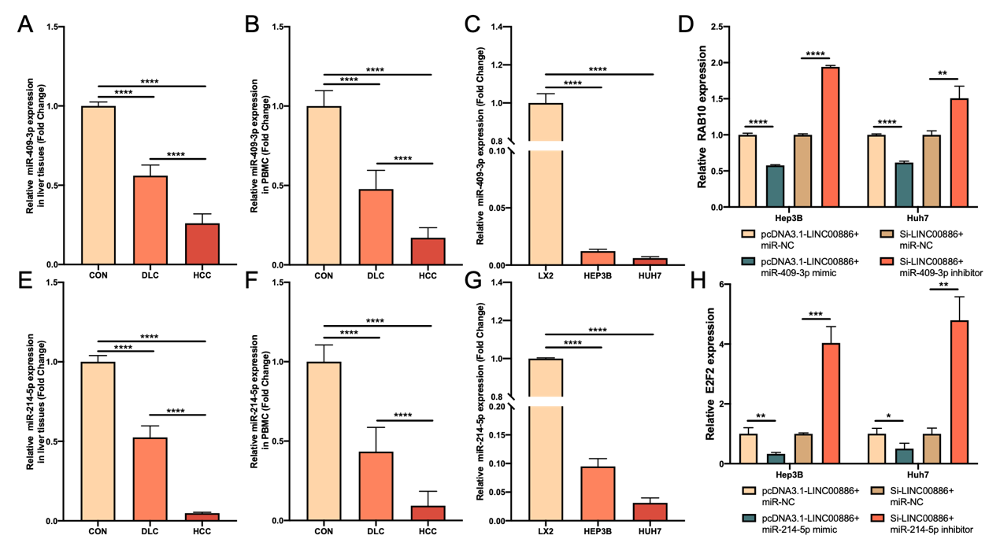 A
Relative miR-409-3p expression
in liver tissues (Fold Change)
1.5
1.0
0.5
0.0
****
****
****
CON DLC HCC
B
Relative miR-409-3p expression
in PBMC (Fold Change)
1.5
1.0
0.5
0.0
****
****
****
CON DLC HCC
C
Relative miR-409-3p expression (Fold Change)
1.4
1.2
1.0
0.8
0.10
0.05
0.00
****
****
LX2 HEP3B HUH7
D
Relative RAB10 expression
2.5
2.0
1.5
1.0
0.5
0.0
****
****
****
**
Hep3B Huh7
pcDNA3.1-LINC00886+
miR-NC
Si-LINC00886+
miR-NC
pcDNA3.1-LINC00886+
miR-409-3p mimic
Si-LINC00886+
miR-409-3p inhibitor
E
Relative miR-214-5p expression
in liver tissues (Fold Change)
1.5
1.0
0.5
0.0
****
****
****
CON DLC HCC
F
Relative miR-214-5p expression
in PBMC (Fold Change)
1.5
1.0
0.5
0.0
****
****
****
CON DLC HCC
G
Relative miR-214-5p expression (Fold Change)
1.4
1.2
1.0
0.8
0.20
0.15
0.10
0.05
0.00
****
****
LX2 HEP3B HUH7
H
Relative E2F2 expression
6
4
2
0
**
***
*
**
Hep3B Huh7
pcDNA3.1-LINC00886+
miR-NC
Si-LINC00886+
miR-NC
pcDNA3.1-LINC00886+
miR-214-5p mimic
Si-LINC00886+
miR-214-5p inhibitor